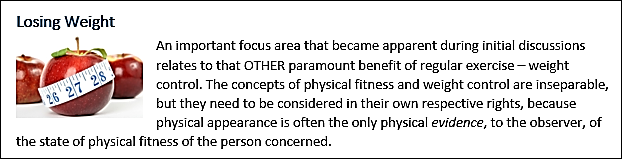 Losing Weight
An important focus area that became apparent during initial discussions
relates to that OTHER paramount benefit of regular exercise – weight
control. The concepts of physical fitness and weight control are inseparable,
but they need to be considered in their own respective rights, because
physical appearance is often the only physical evidence, to the observer, of
the state of physical fitness of the person concerned.
26 27 28